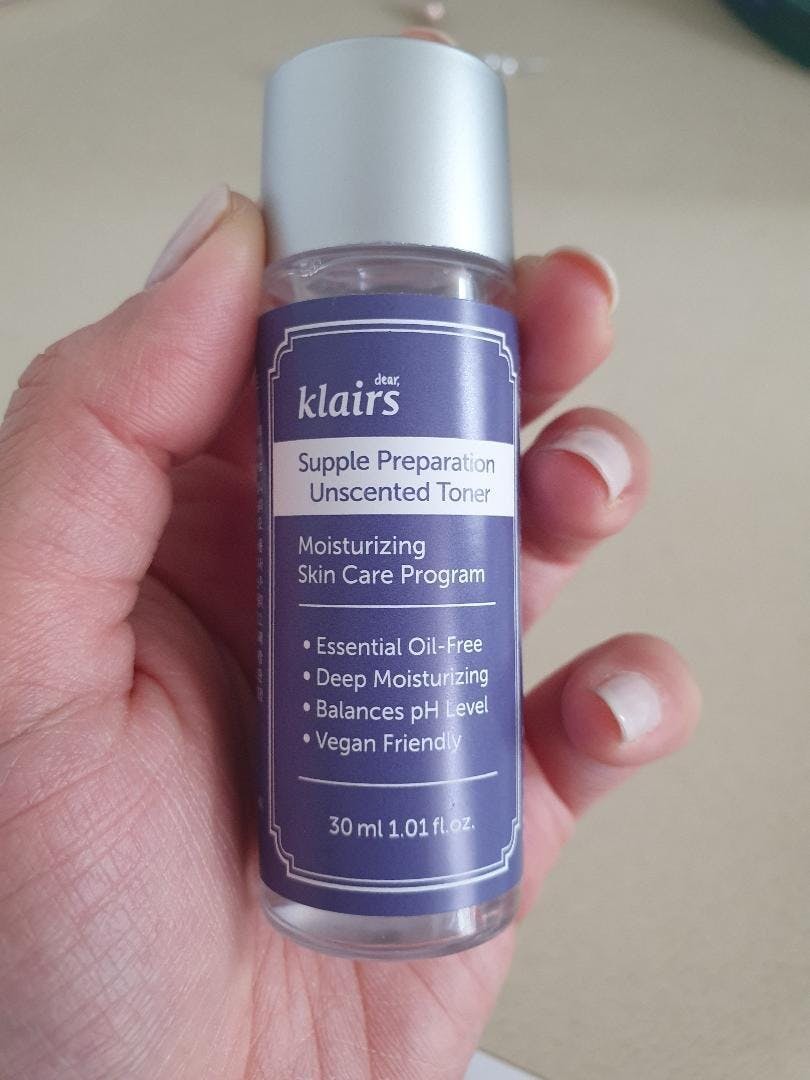 dear,
klairs
Supple Preparation
Unscented Toner
Moisturizing
Skin Care Program
• Essential Oil-Free
• Deep Moisturizing
• Balances pH Level
• Vegan Friendly
30 ml 1.01 fl.oz.